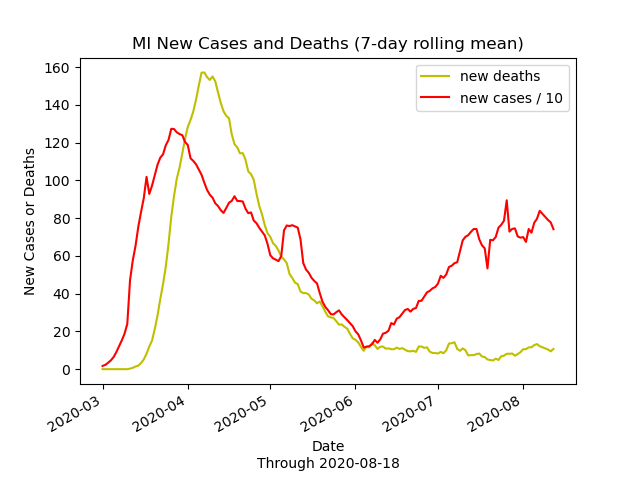 MI New Cases and Deaths (7-day rolling mean)
new deaths
new cases / 10
160
140
120
100
80
60
40
20
0
New Cases or Deaths
2020-03
2020-04
2020-05
2020-06
2020-07
2020-08
Date
Through 2020-08-18